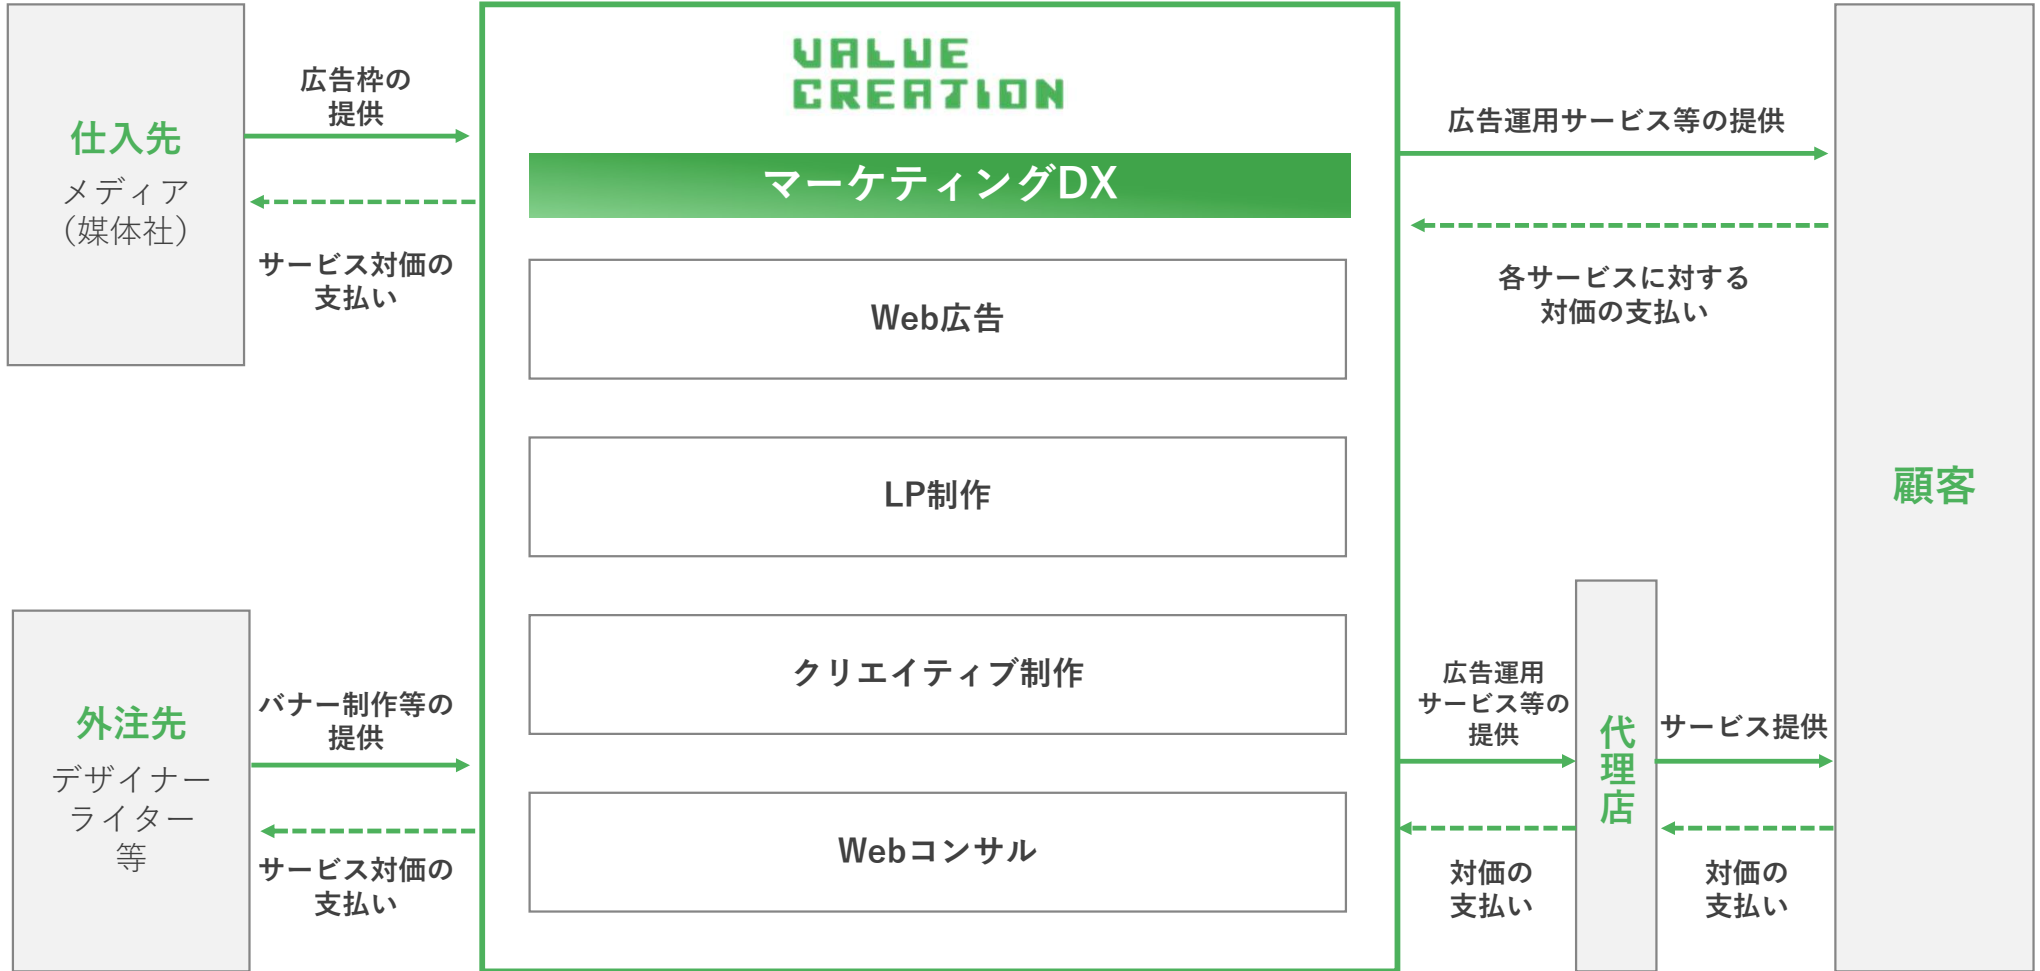 仕入先
メディア
（媒体社）
広告枠の
提供
サービス対価の
支払い
外注先
デザイナー
ライター
等
バナー制作等の
提供
サービス対価の
支払い
VALUE
CREATION
マーケティングDX
Web広告
LP制作
クリエイティブ制作
Webコンサル
広告運用サービス等の提供
各サービスに対する
対価の支払い
広告運用
サービス等の
提供
対価の
支払い
代理店
サービス提供
対価の
支払い
顧客